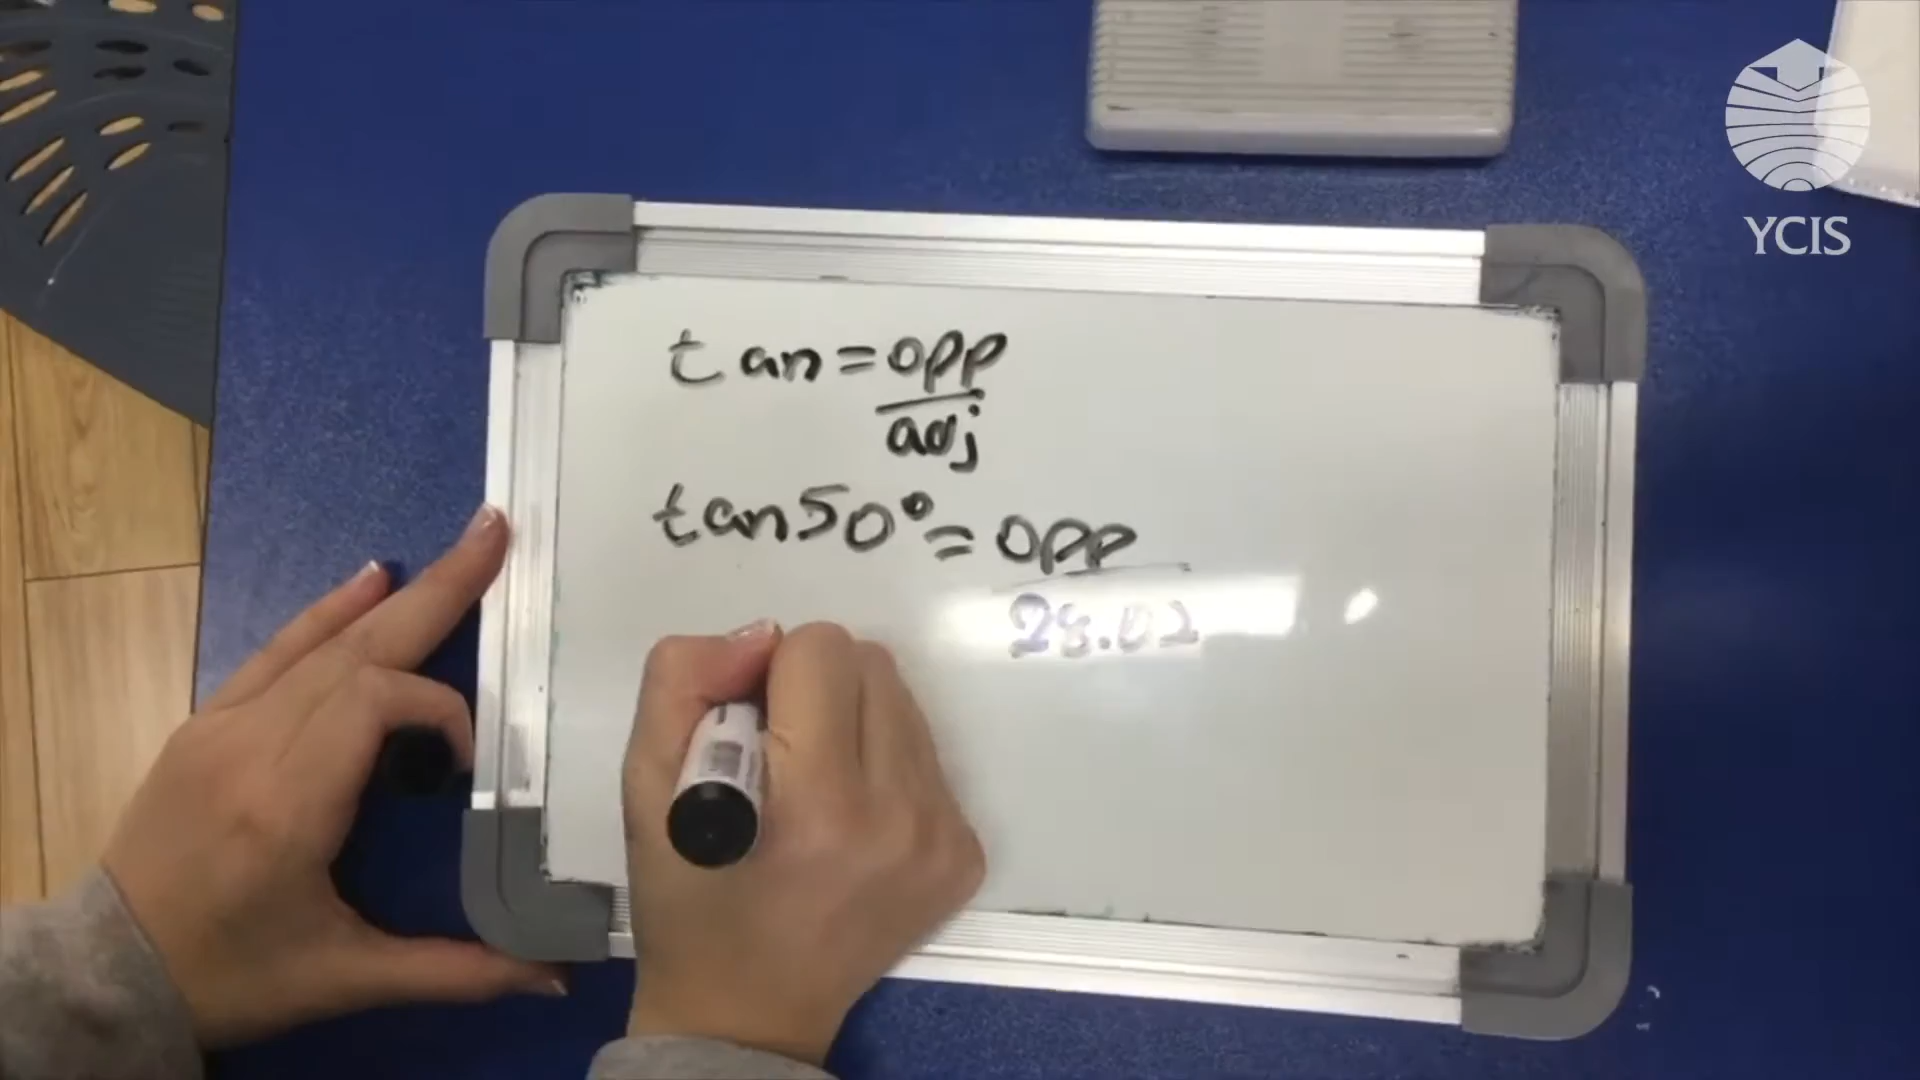 YCIS
tan = opp
adj
tan50° = opp
28.02